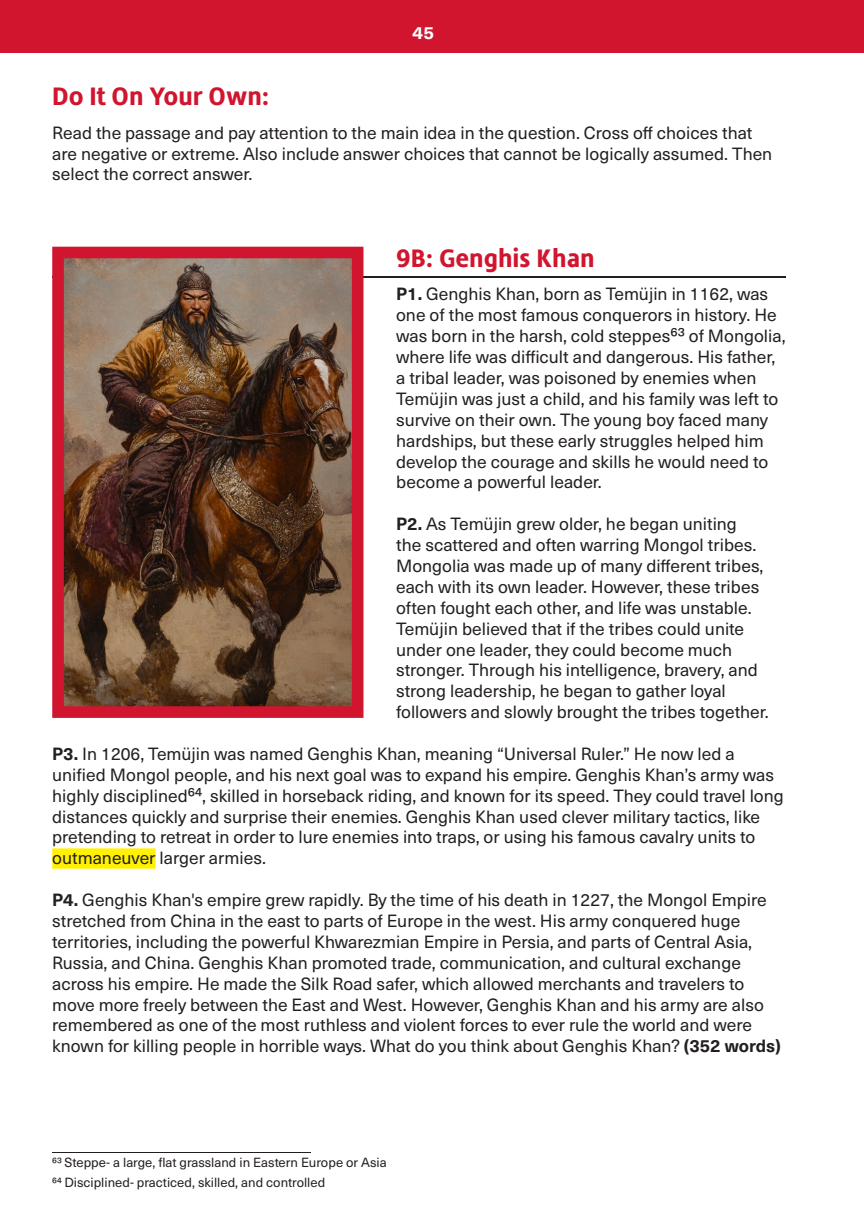 45
Do It On Your Own:
Read the passage and pay attention to the main idea in the question. Cross off choices that
are negative or extreme. Also include answer choices that cannot be logically assumed. Then
select the correct answer.
9B: Genghis Khan
P1. Genghis Khan, born as Temüjin in 1162, was
one of the most famous conquerors in history. He
was born in the harsh, cold steppes⁶³ of Mongolia,
where life was difficult and dangerous. His father,
a tribal leader, was poisoned by enemies when
Temüjin was just a child, and his family was left to
survive on their own. The young boy faced many
hardships, but these early struggles helped him
develop the courage and skills he would need to
become a powerful leader.
P2. As Temüjin grew older, he began uniting
the scattered and often warring Mongol tribes.
Mongolia was made up of many different tribes,
each with its own leader. However, these tribes
often fought each other, and life was unstable.
Temüjin believed that if the tribes could unite
under one leader, they could become much
stronger. Through his intelligence, bravery, and
strong leadership, he began to gather loyal
followers and slowly brought the tribes together.
P3. In 1206, Temüjin was named Genghis Khan, meaning “Universal Ruler.” He now led a
unified Mongol people, and his next goal was to expand his empire. Genghis Khan’s army was
highly disciplined⁶⁴, skilled in horseback riding, and known for its speed. They could travel long
distances quickly and surprise their enemies. Genghis Khan used clever military tactics, like
pretending to retreat in order to lure enemies into traps, or using his famous cavalry units to
outmaneuver larger armies.
P4. Genghis Khan's empire grew rapidly. By the time of his death in 1227, the Mongol Empire
stretched from China in the east to parts of Europe in the west. His army conquered huge
territories, including the powerful Khwarezmian Empire in Persia, and parts of Central Asia,
Russia, and China. Genghis Khan promoted trade, communication, and cultural exchange
across his empire. He made the Silk Road safer, which allowed merchants and travelers to
move more freely between the East and West. However, Genghis Khan and his army are also
remembered as one of the most ruthless and violent forces to ever rule the world and were
known for killing people in horrible ways. What do you think about Genghis Khan? (352 words)
⁶³ Steppe- a large, flat grassland in Eastern Europe or Asia
⁶⁴ Disciplined- practiced, skilled, and controlled